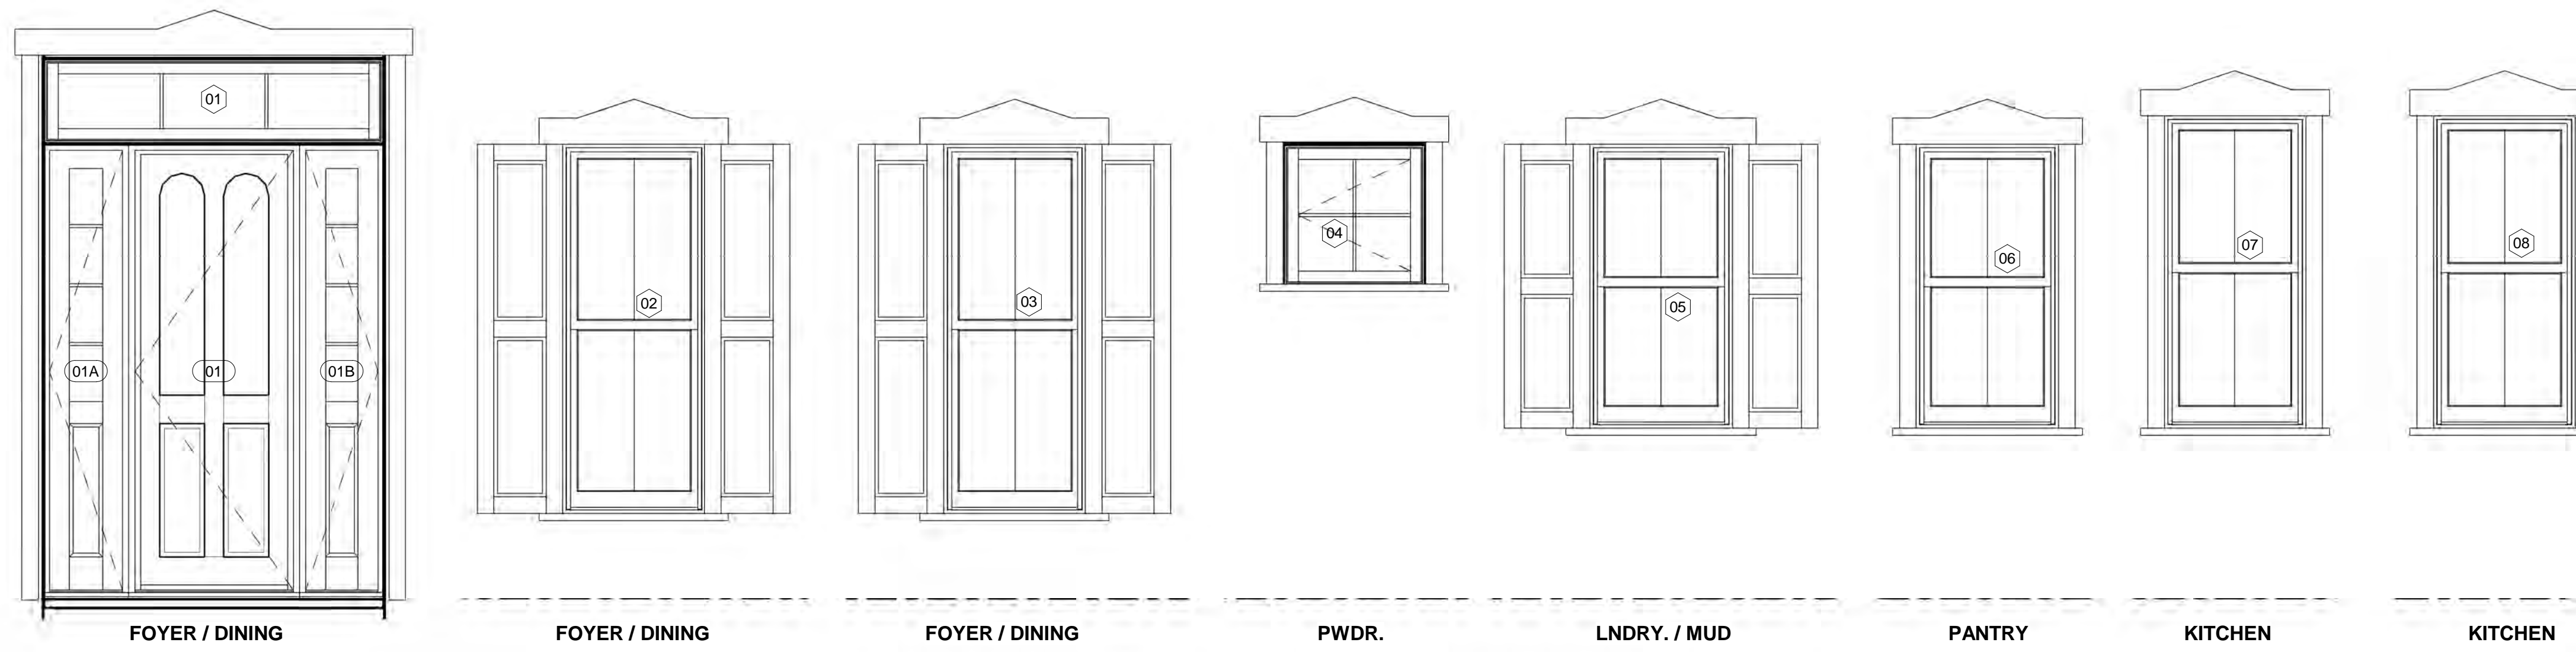 01
01A
01
01B
02
03
04
05
06
07
08
FOYER / DINING
FOYER / DINING
FOYER / DINING
PWDR.
LNDRY. / MUD
PANTRY
KITCHEN
KITCHEN